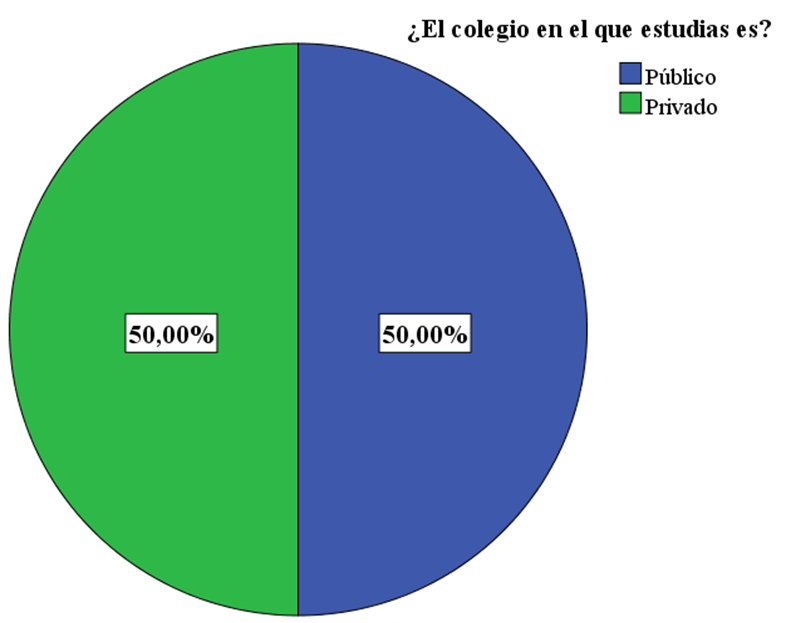 ¿El colegio en el que estudias es?
Público
Privado
50,00%
50,00%